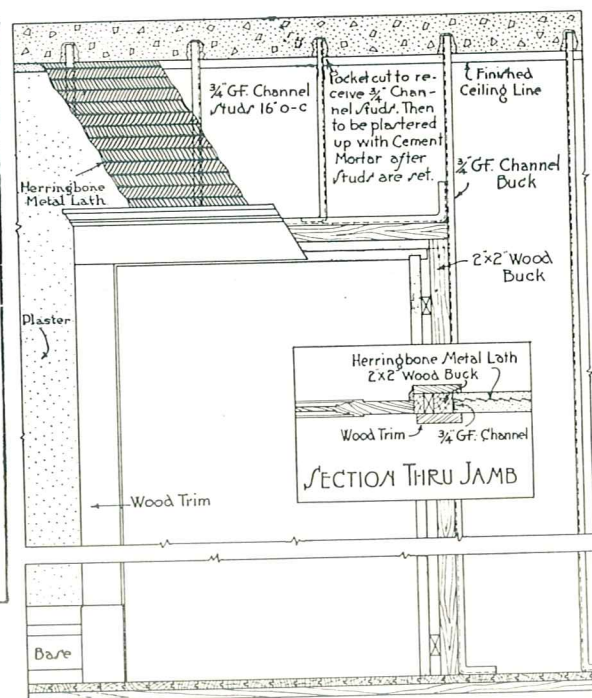 3/4" GF. Channel
Studs 16" o-c
Pocket cut to re-
ceive 3/4" Chan-
nel studs. Then
to be plastered
up with Cement
Mortar after
studs are set.
Finished
Ceiling Line
3/4" GF. Channel
Buck
Herringbone
Metal Lath
2"x2" Wood
Buck
Plaster
Herringbone Metal Lath
2"x2" Wood Buck
Wood Trim
3/4" GF. Channel
SECTION THRU JAMB
Wood Trim
Base